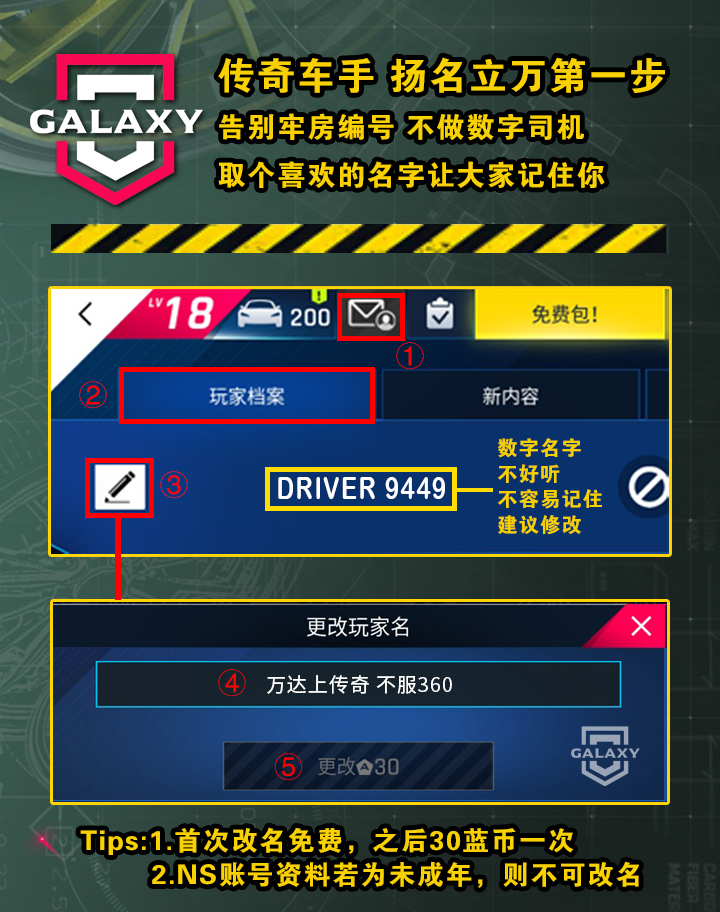 传奇车手 扬名立万第一步
GALAXY
告别牢房编号 不做数字司机
取个喜欢的名字让大家记住你
LV 18
200
免费包!
①
②
玩家档案
新内容
③
DRIVER 9449
数字名字
不好听
不容易记住
建议修改
更改玩家名
④ 万达上传奇 不服360
⑤ 更改 30
GALAXY
Tips:1.首次改名免费，之后30蓝币一次
2.NS账号资料若为未成年，则不可改名